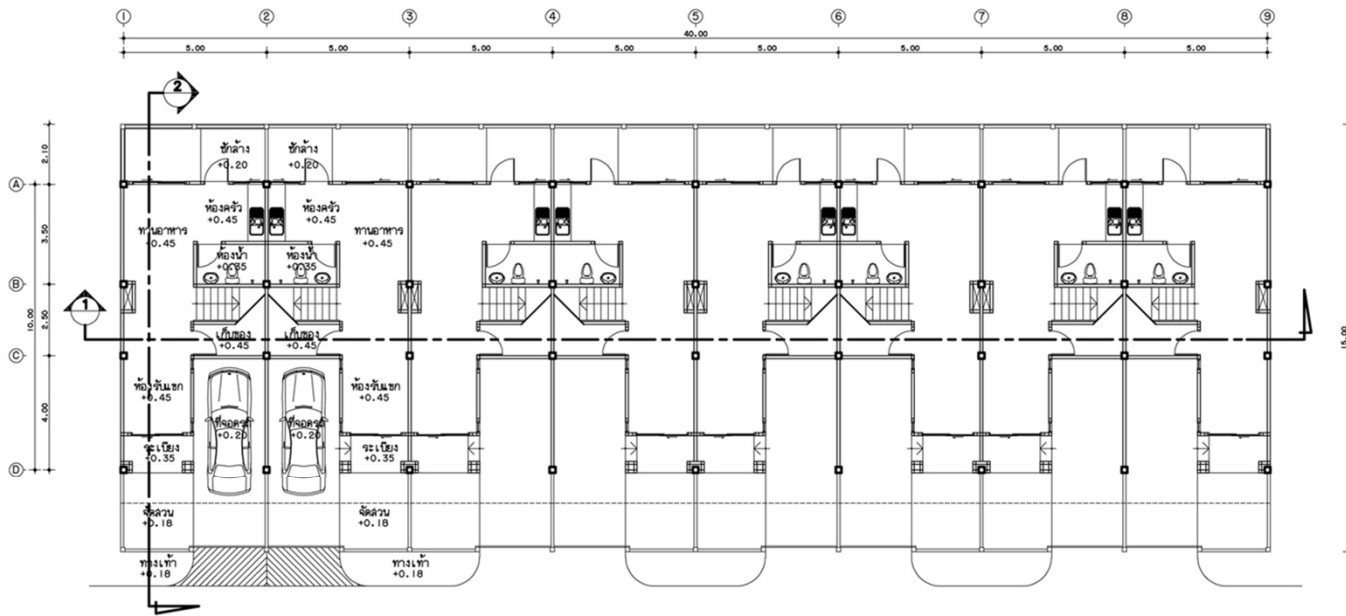 1 2 3 4 5 6 7 8 9
40.00
5.00 5.00 5.00 5.00 5.00 5.00 5.00 5.00
2
2.10
ซักล้าง ซักล้าง
+0.20 +0.20
A
ห้องครัว ห้องครัว
+0.45 +0.45
3.50
ทานอาหาร ทานอาหาร
+0.45 +0.45
ห้องน้ำ ห้องน้ำ
+0.35 +0.35
B
1
10.00
2.50
15.00
เก็บของ เก็บของ
+0.45 +0.45
C
ห้องรับแขก ห้องรับแขก
+0.45 +0.45
4.00
ที่จอดรถ ที่จอดรถ
+0.20 +0.20
ระเบียง ระเบียง
+0.35 +0.35
D
จัดสวน จัดสวน
+0.18 +0.18
ทางเท้า ทางเท้า
+0.18 +0.18